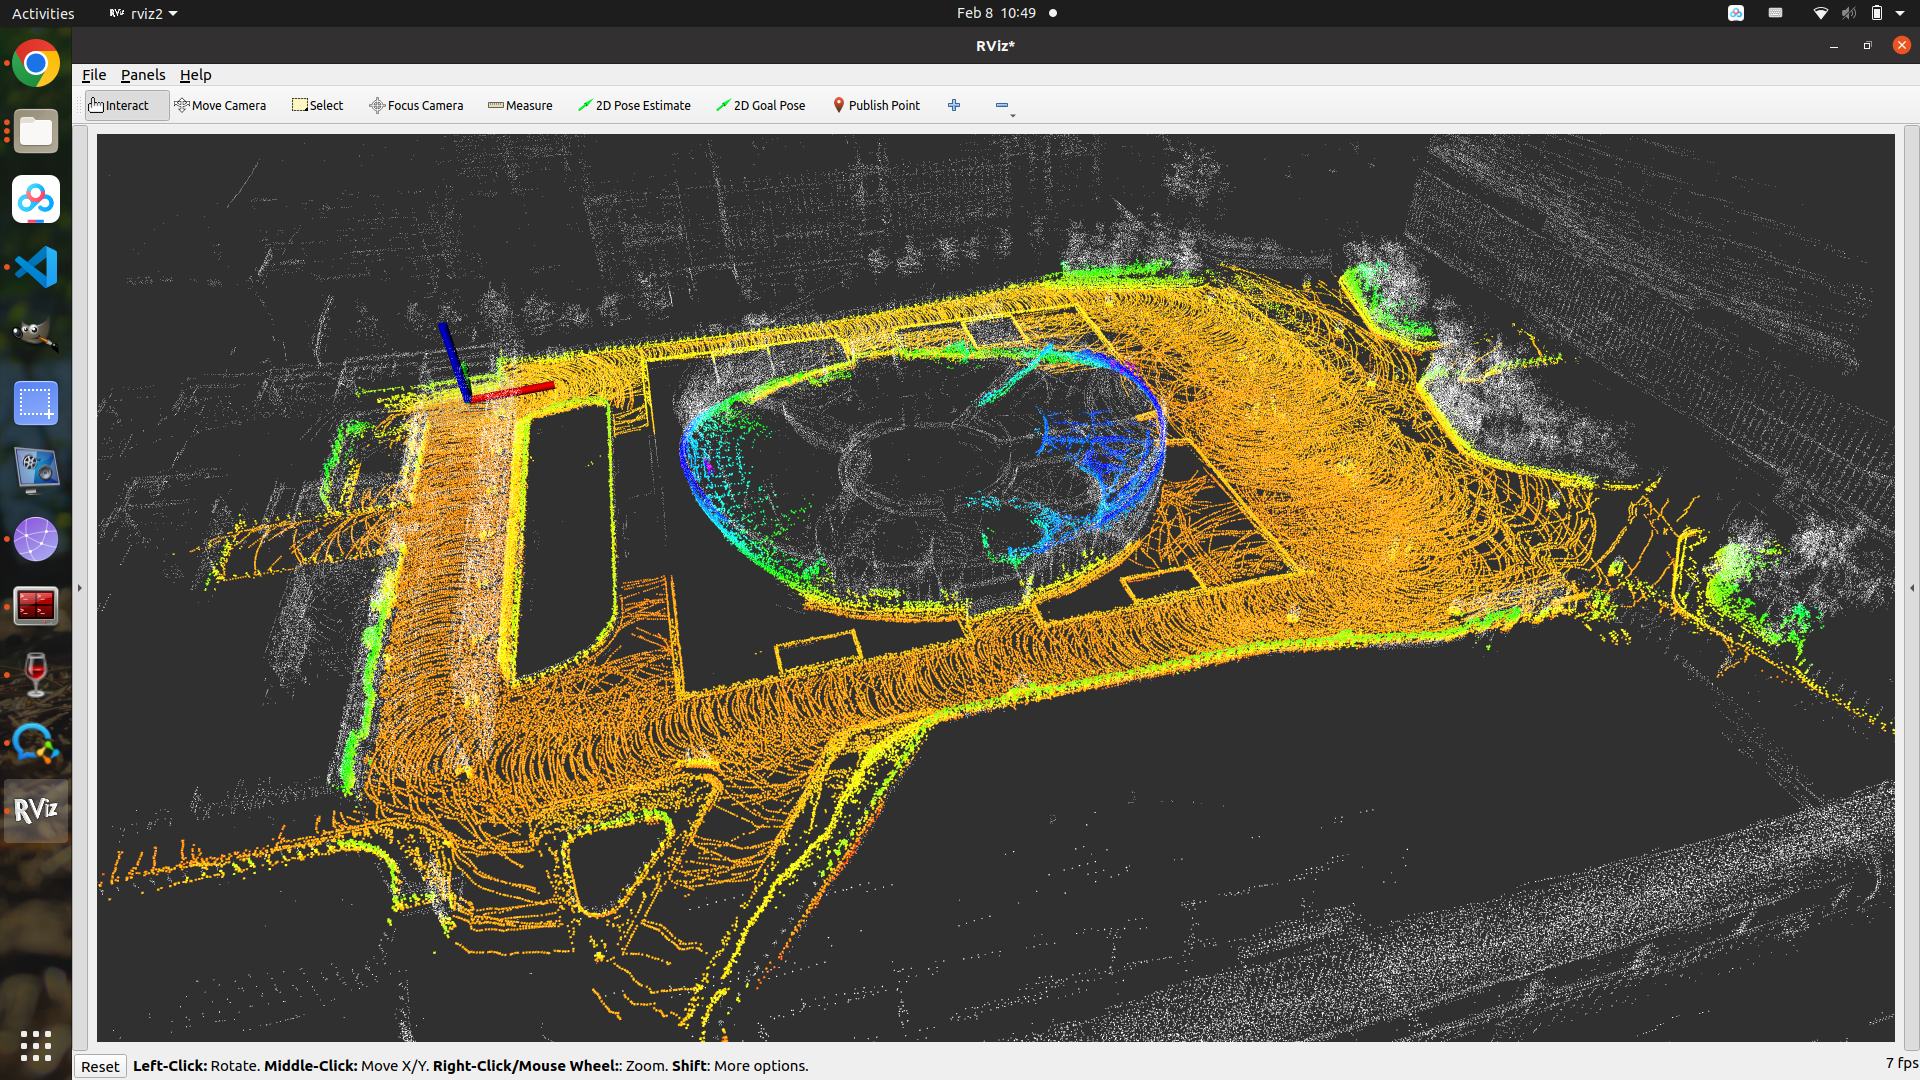 Activities
RViz rviz2
Feb 8 10:49
RViz*
File Panels Help
Interact Move Camera Select Focus Camera Measure 2D Pose Estimate 2D Goal Pose Publish Point
RViz
Reset Left-Click: Rotate. Middle-Click: Move X/Y. Right-Click/Mouse Wheel:: Zoom. Shift: More options.
7 fps